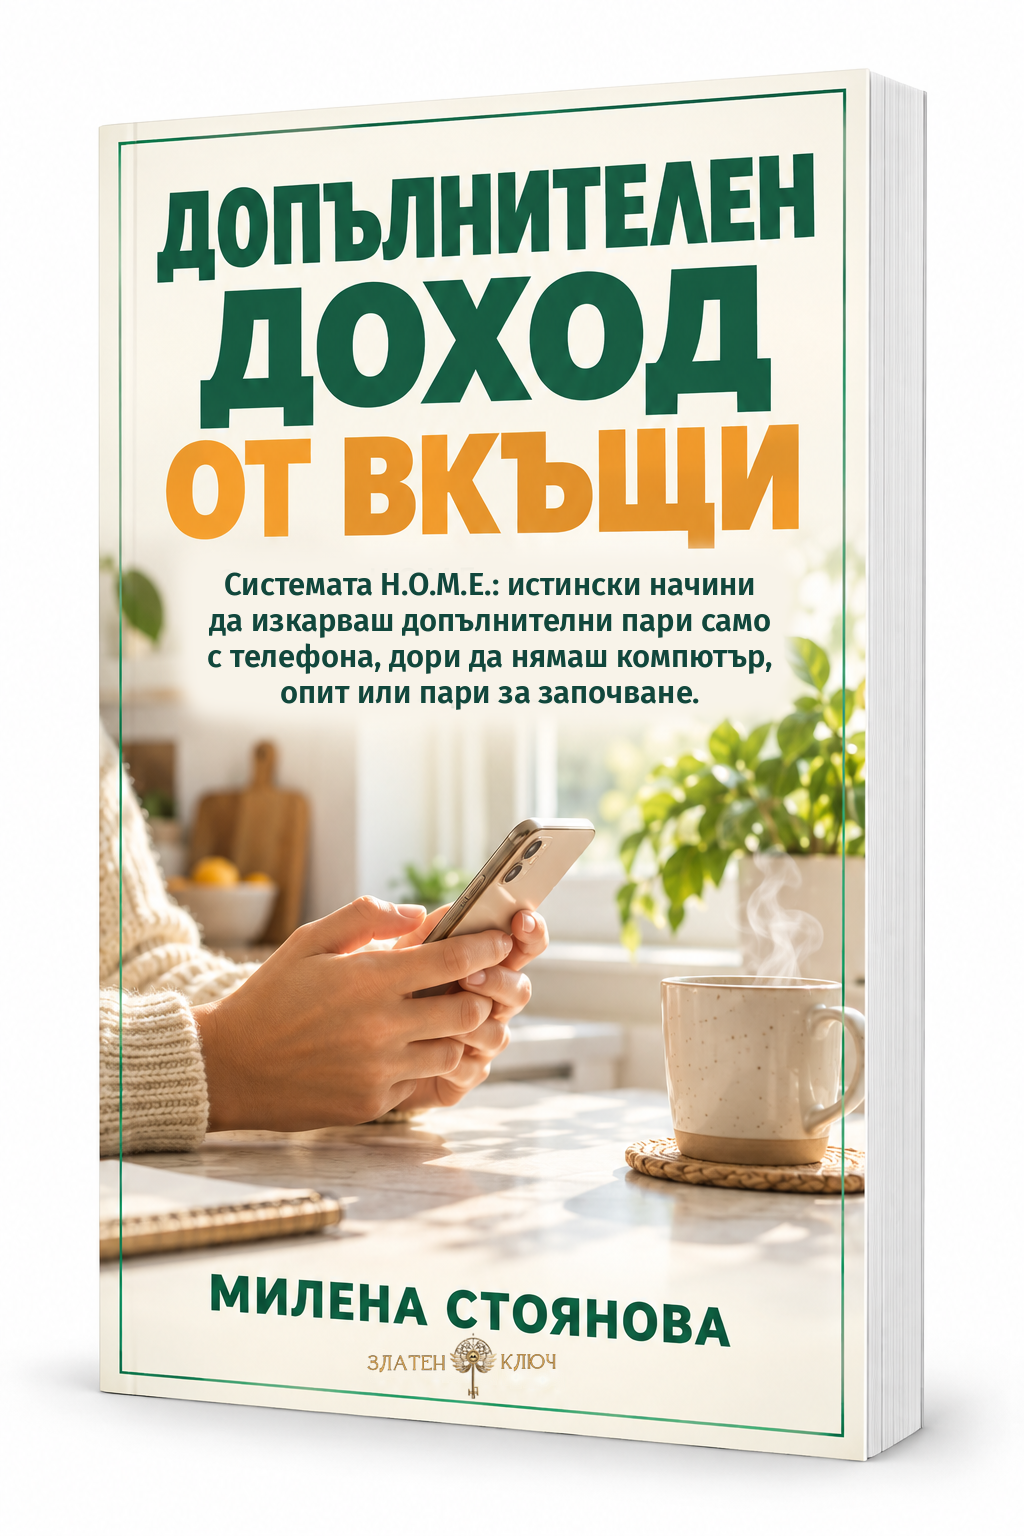 ДОПЪЛНИТЕЛЕН
ДОХОД
ОТ ВКЪЩИ
Системата H.O.M.E.: истински начини
да изкарваш допълнителни пари само
с телефона, дори да нямаш компютър,
опит или пари за започване.
МИЛЕНА СТОЯНОВА
ЗЛАТЕН КЛЮЧ